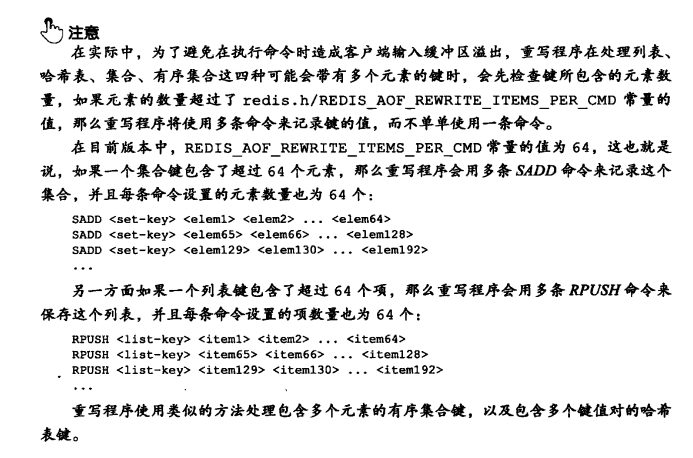 注意
在实际中，为了避免在执行命令时造成客户端输入缓冲区溢出，重写程序在处理列表、
哈希表、集合、有序集合这四种可能会带有多个元素的键时，会先检查键所包含的元素数
量，如果元素的数量超过了 redis.h/REDIS_AOF_REWRITE_ITEMS_PER_CMD 常量的
值，那么重写程序将使用多条命令来记录键的值，而不单单使用一条命令。
在目前版本中，REDIS_AOF_REWRITE_ITEMS_PER_CMD 常量的值为 64，这也就是
说，如果一个集合键包含了超过 64 个元素，那么重写程序会用多条 SADD 命令来记录这个
集合，并且每条命令设置的元素数量也为 64 个：
SADD <set-key> <elem1> <elem2> ... <elem64>
SADD <set-key> <elem65> <elem66> ... <elem128>
SADD <set-key> <elem129> <elem130> ... <elem192>
...
另一方面如果一个列表键包含了超过 64 个项，那么重写程序会用多条 RPUSH 命令来
保存这个列表，并且每条命令设置的项数量也为 64 个：
RPUSH <list-key> <item1> <item2> ... <item64>
RPUSH <list-key> <item65> <item66> ... <item128>
RPUSH <list-key> <item129> <item130> ... <item192>
...
重写程序使用类似的方法处理包含多个元素的有序集合键，以及包含多个键值对的哈希
表键。